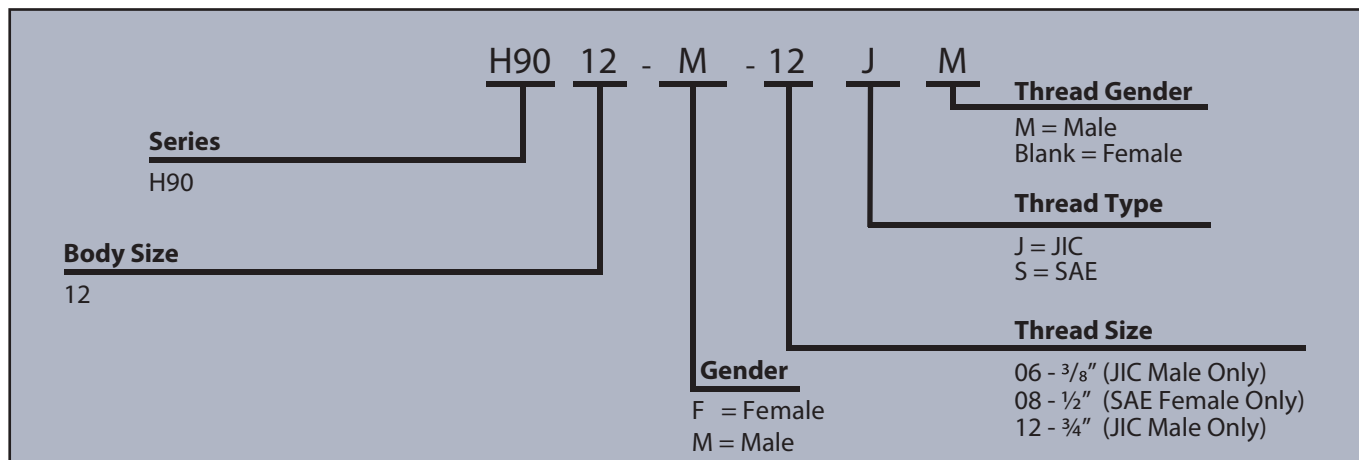 H90 12 - M - 12 J M
Series
H90
Body Size
12
Gender
F = Female
M = Male
Thread Gender
M = Male
Blank = Female
Thread Type
J = JIC
S = SAE
Thread Size
06 - ³/₈” (JIC Male Only)
08 - ½” (SAE Female Only)
12 - ¾” (JIC Male Only)